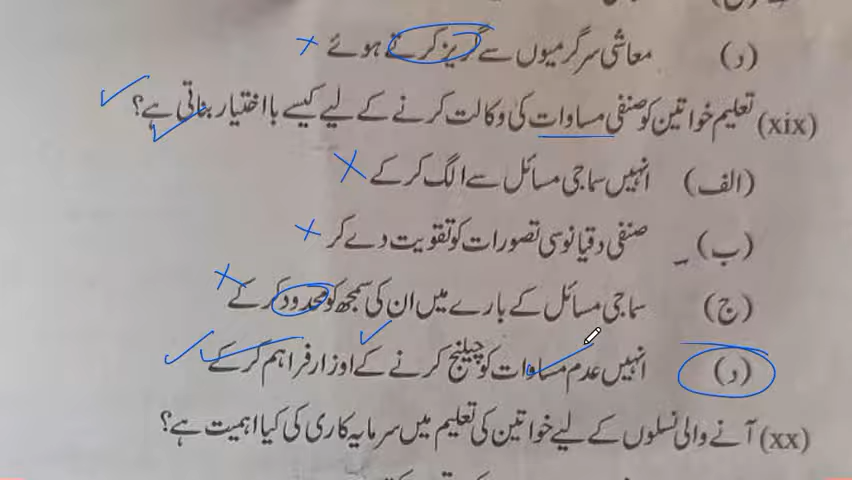 (د) معاشی سرگرمیوں سے گریز کرتے ہوئے
(xix) تعلیم خواتین کو صنفی مساوات کی وکالت کرنے کے لیے کیسے بااختیار بناتی ہے؟
(الف) انہیں سماجی مسائل سے الگ کر کے
(ب) صنفی دقیانوسی تصورات کو تقویت دے کر
(ج) سماجی مسائل کے بارے میں ان کی سمجھ کو محدود کر کے
(د) انہیں عدم مساوات کو چیلنج کرنے کے اوزار فراہم کر کے
(xx) آنے والی نسلوں کے لیے خواتین کی تعلیم میں سرمایہ کاری کی کیا اہمیت ہے؟